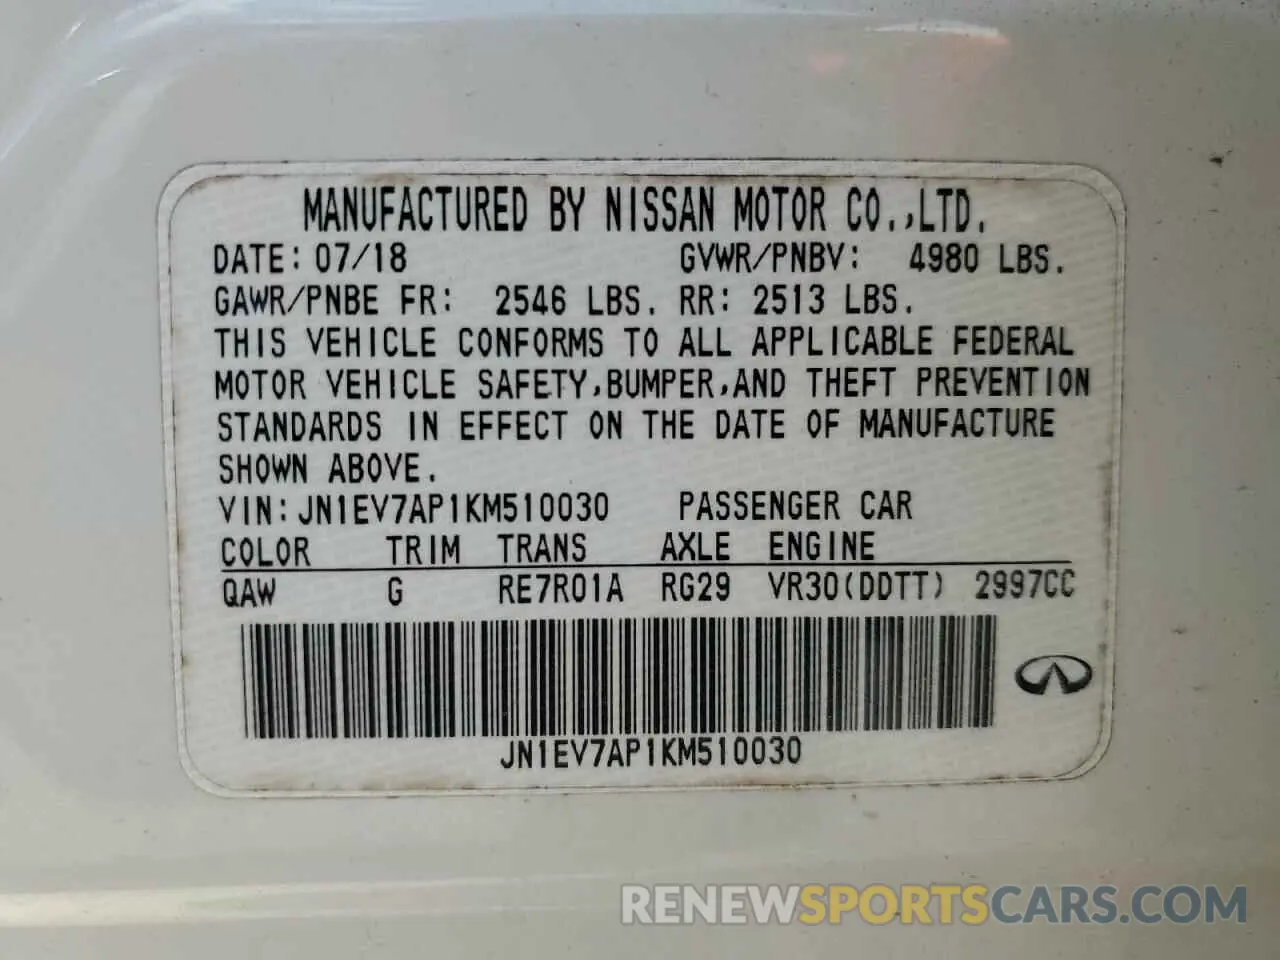 MANUFACTURED BY NISSAN MOTOR CO.,LTD.
DATE: 07/18 GVWR/PNBV: 4980 LBS.
GAWR/PNBE FR: 2546 LBS. RR: 2513 LBS.
THIS VEHICLE CONFORMS TO ALL APPLICABLE FEDERAL
MOTOR VEHICLE SAFETY,BUMPER,AND THEFT PREVENTION
STANDARDS IN EFFECT ON THE DATE OF MANUFACTURE
SHOWN ABOVE.
VIN: JN1EV7AP1KM510030 PASSENGER CAR
COLOR TRIM TRANS AXLE ENGINE
QAW G RE7R01A RG29 VR30(DDTT) 2997CC
JN1EV7AP1KM510030
RENEWSPORTSCARS.COM